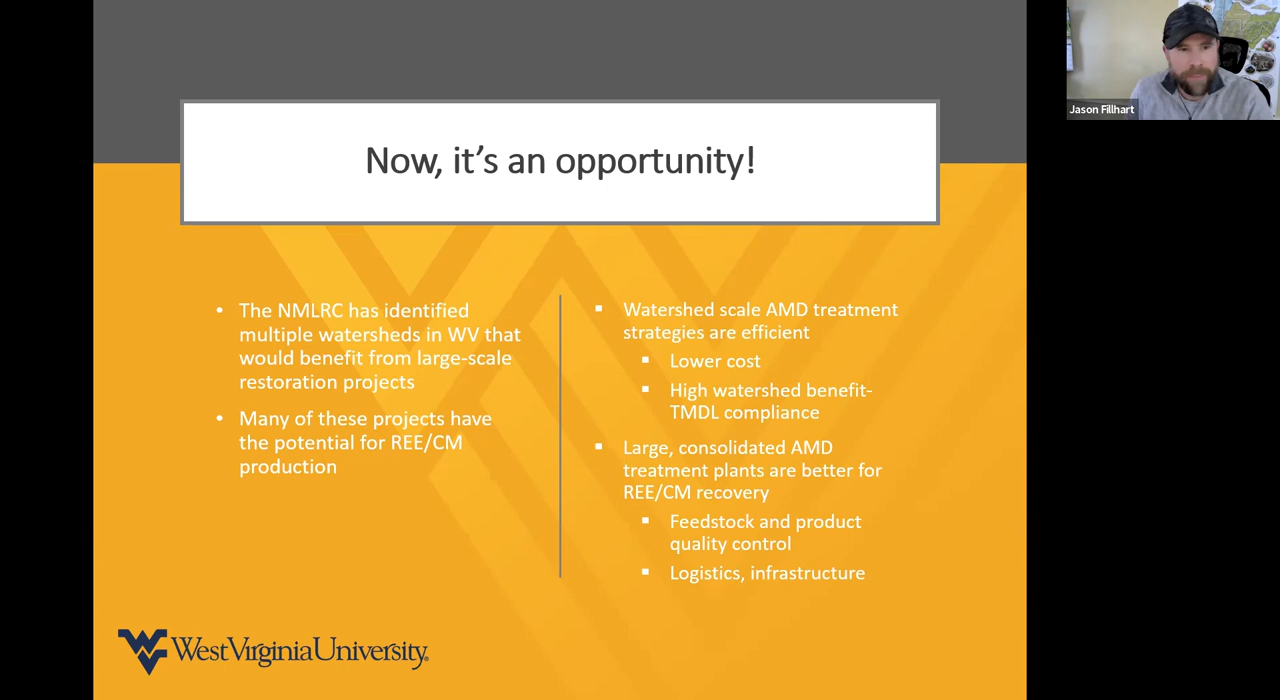 Now, it's an opportunity!
• The NMLRC has identified
multiple watersheds in WV that
would benefit from large-scale
restoration projects
• Many of these projects have
the potential for REE/CM
production
▪ Watershed scale AMD treatment
strategies are efficient
▪ Lower cost
▪ High watershed benefit-
TMDL compliance
▪ Large, consolidated AMD
treatment plants are better for
REE/CM recovery
▪ Feedstock and product
quality control
▪ Logistics, infrastructure
WestVirginiaUniversity®
Jason Fillhart